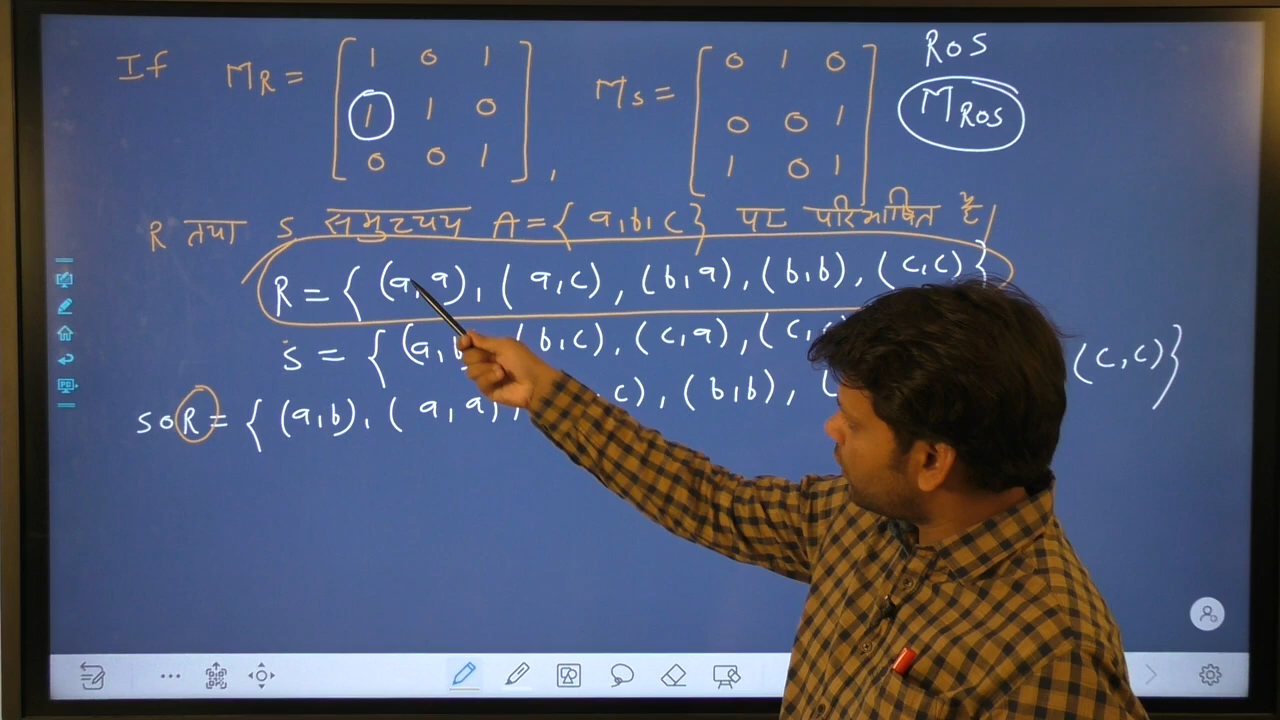 If M_R = [ 1 0 1 ; 1 1 0 ; 0 0 1 ] , M_S = [ 0 1 0 ; 0 0 1 ; 1 0 1 ] ROS
M_ROS
R तथा S समुच्चय A = { a, b, c } पर परिभाषित है
R = { (a, a), (a, c), (b, a), (b, b), (c, c) }
S = { (a, b), (b, c), (c, a), (c,
SOR = { (a, b), (a, a), c), (b, b), ( (c, c) }
PD